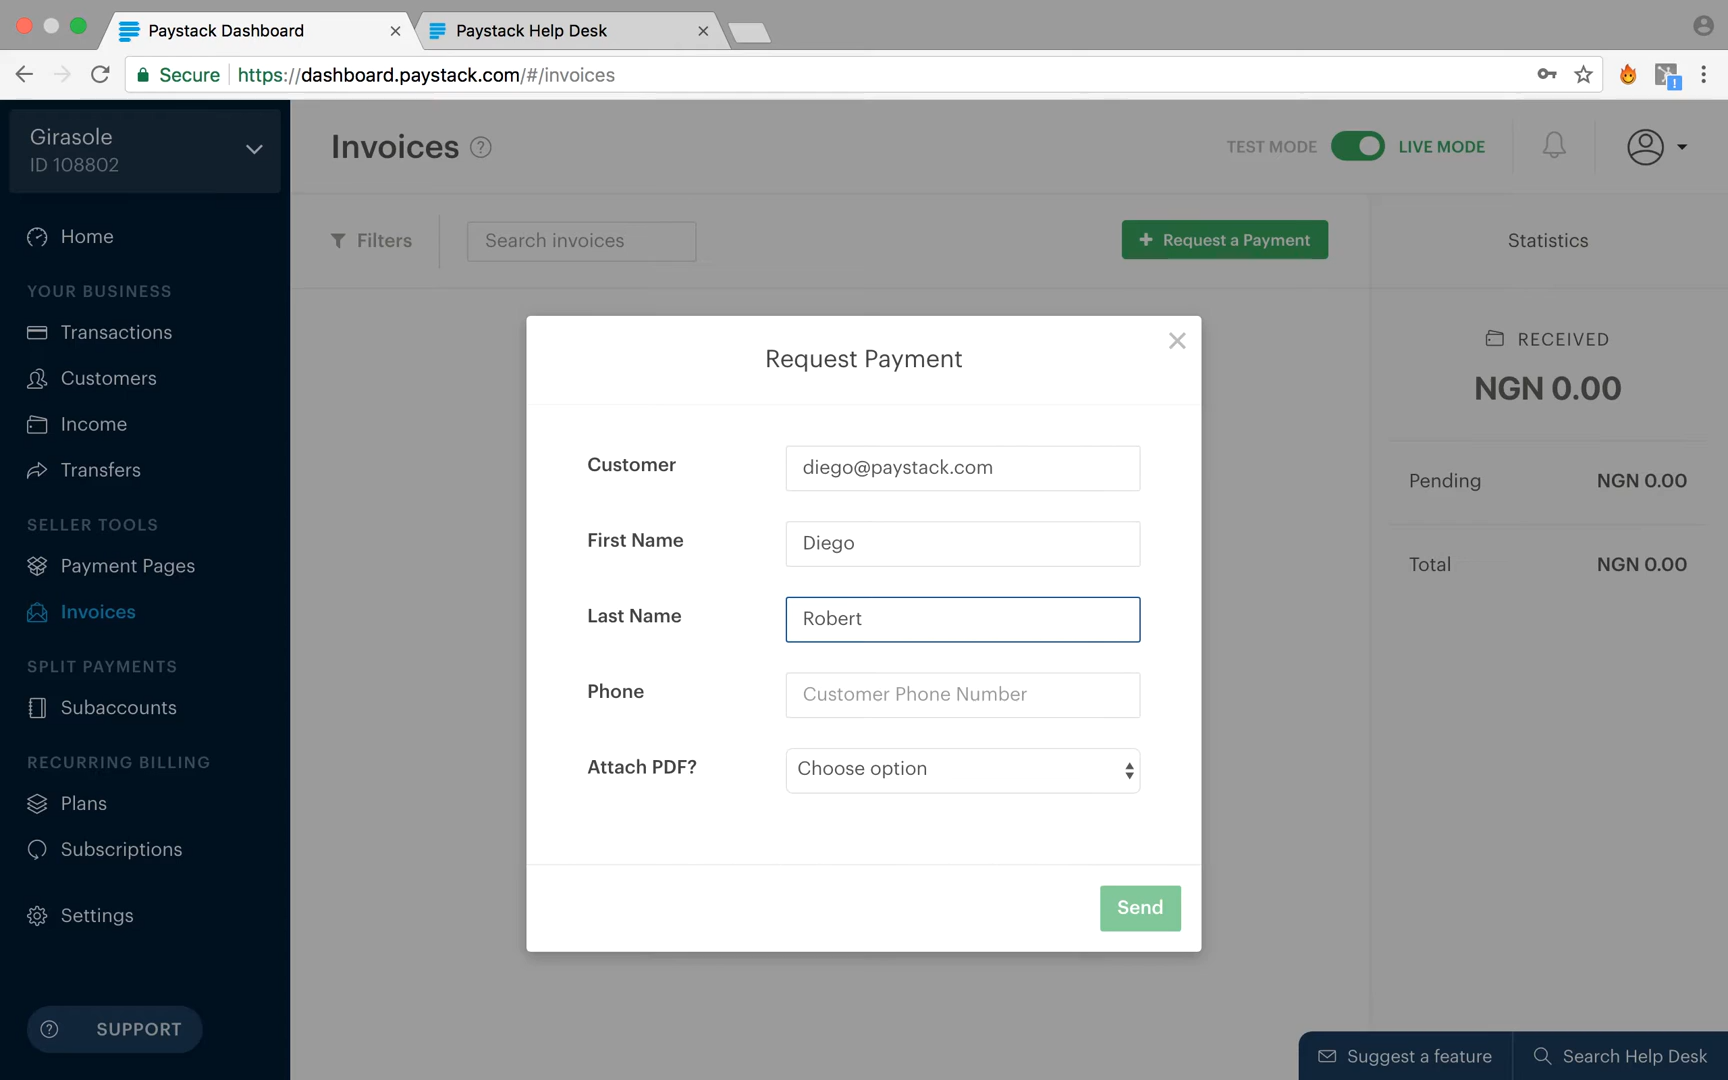 Paystack Dashboard
Paystack Help Desk
Secure
https://dashboard.paystack.com/#/invoices
Girasole
ID 108802
Home
YOUR BUSINESS
Transactions
Customers
Income
Transfers
SELLER TOOLS
Payment Pages
Invoices
SPLIT PAYMENTS
Subaccounts
RECURRING BILLING
Plans
Subscriptions
Settings
? SUPPORT
Invoices ?
TEST MODE
LIVE MODE
Filters
Search invoices
+ Request a Payment
Statistics
RECEIVED
NGN 0.00
Pending NGN 0.00
Total NGN 0.00
Request Payment
Customer diego@paystack.com
First Name Diego
Last Name Robert
Phone Customer Phone Number
Attach PDF? Choose option
Send
Suggest a feature
Search Help Desk